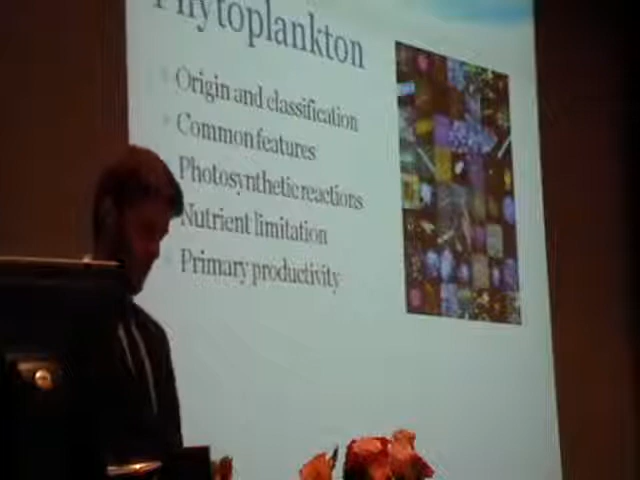 Phytoplankton
Origin and classification
Common features
Photosynthetic reactions
Nutrient limitation
Primary productivity